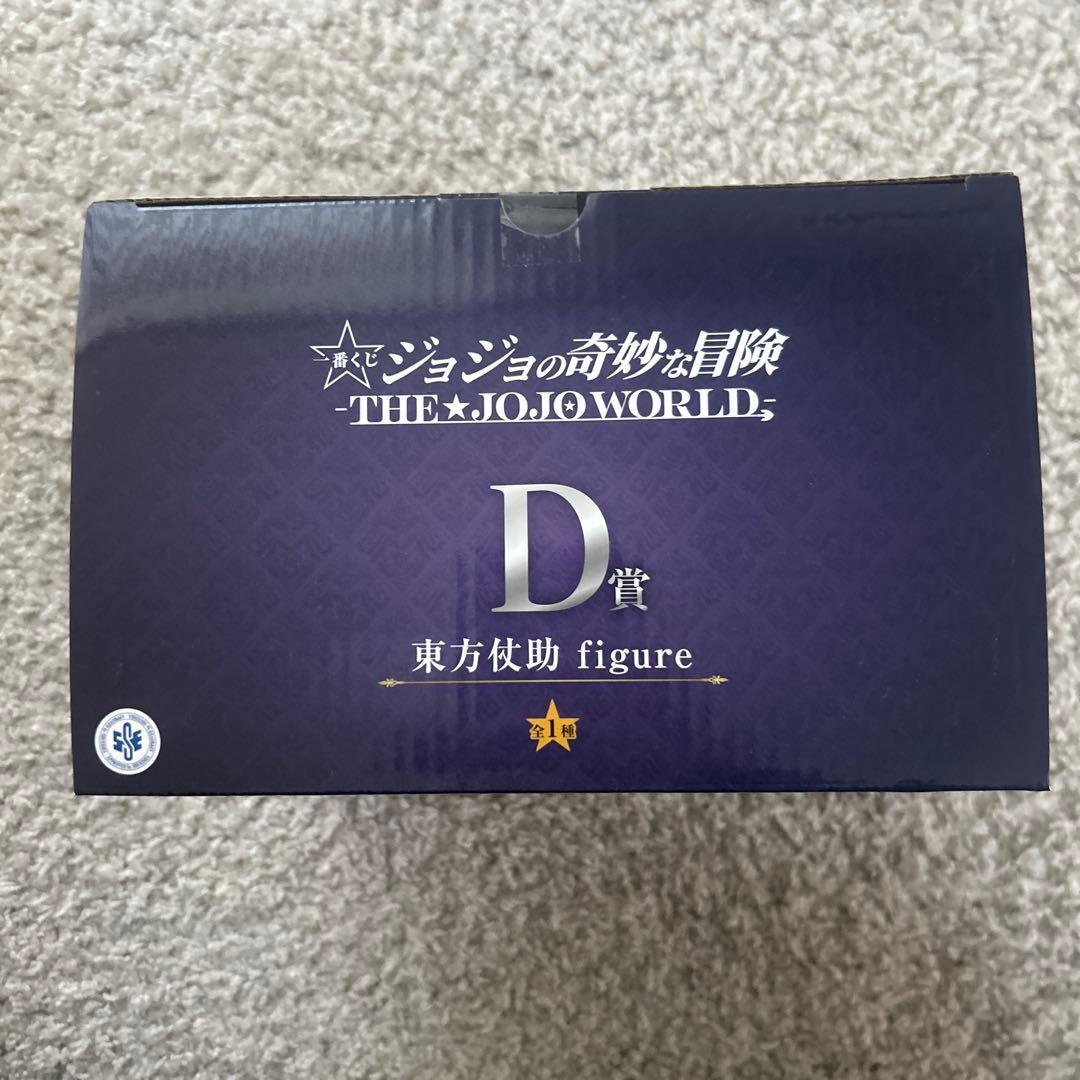 一番くじ ジョジョの奇妙な冒険
-THE★JOJO WORLD-
D賞
東方仗助 figure
全1種